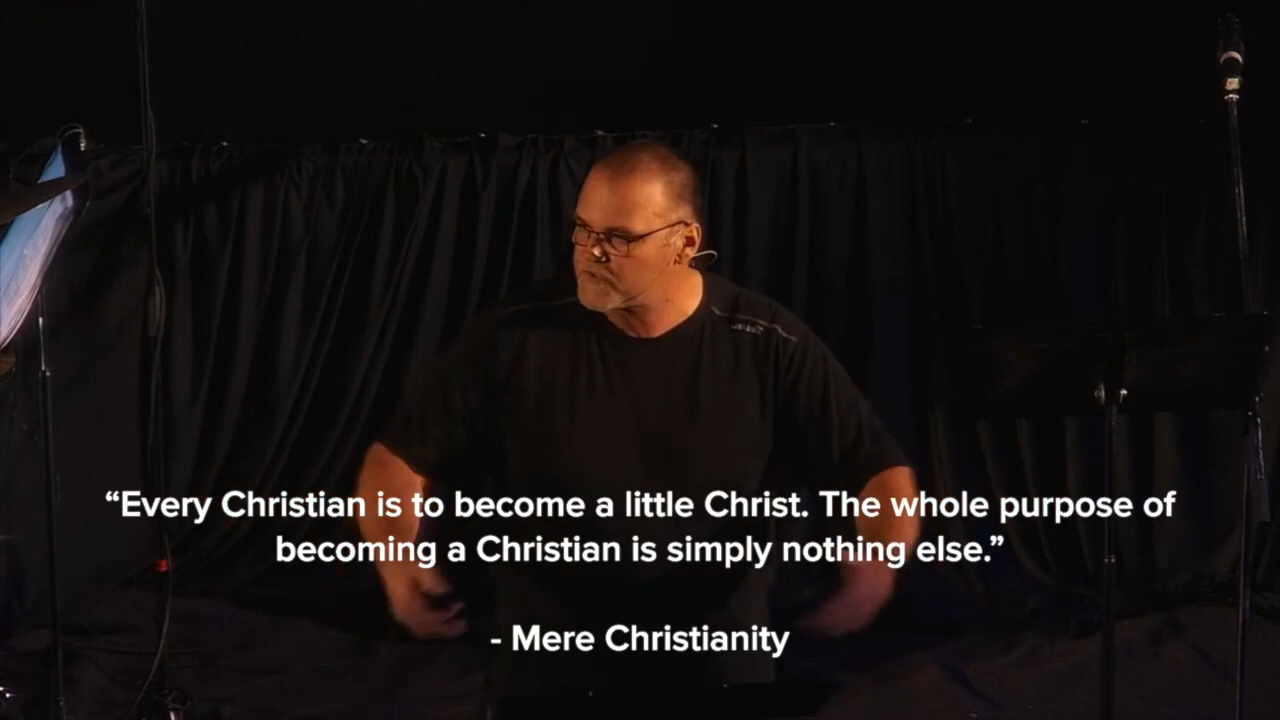 “Every Christian is to become a little Christ. The whole purpose of
becoming a Christian is simply nothing else.”
- Mere Christianity